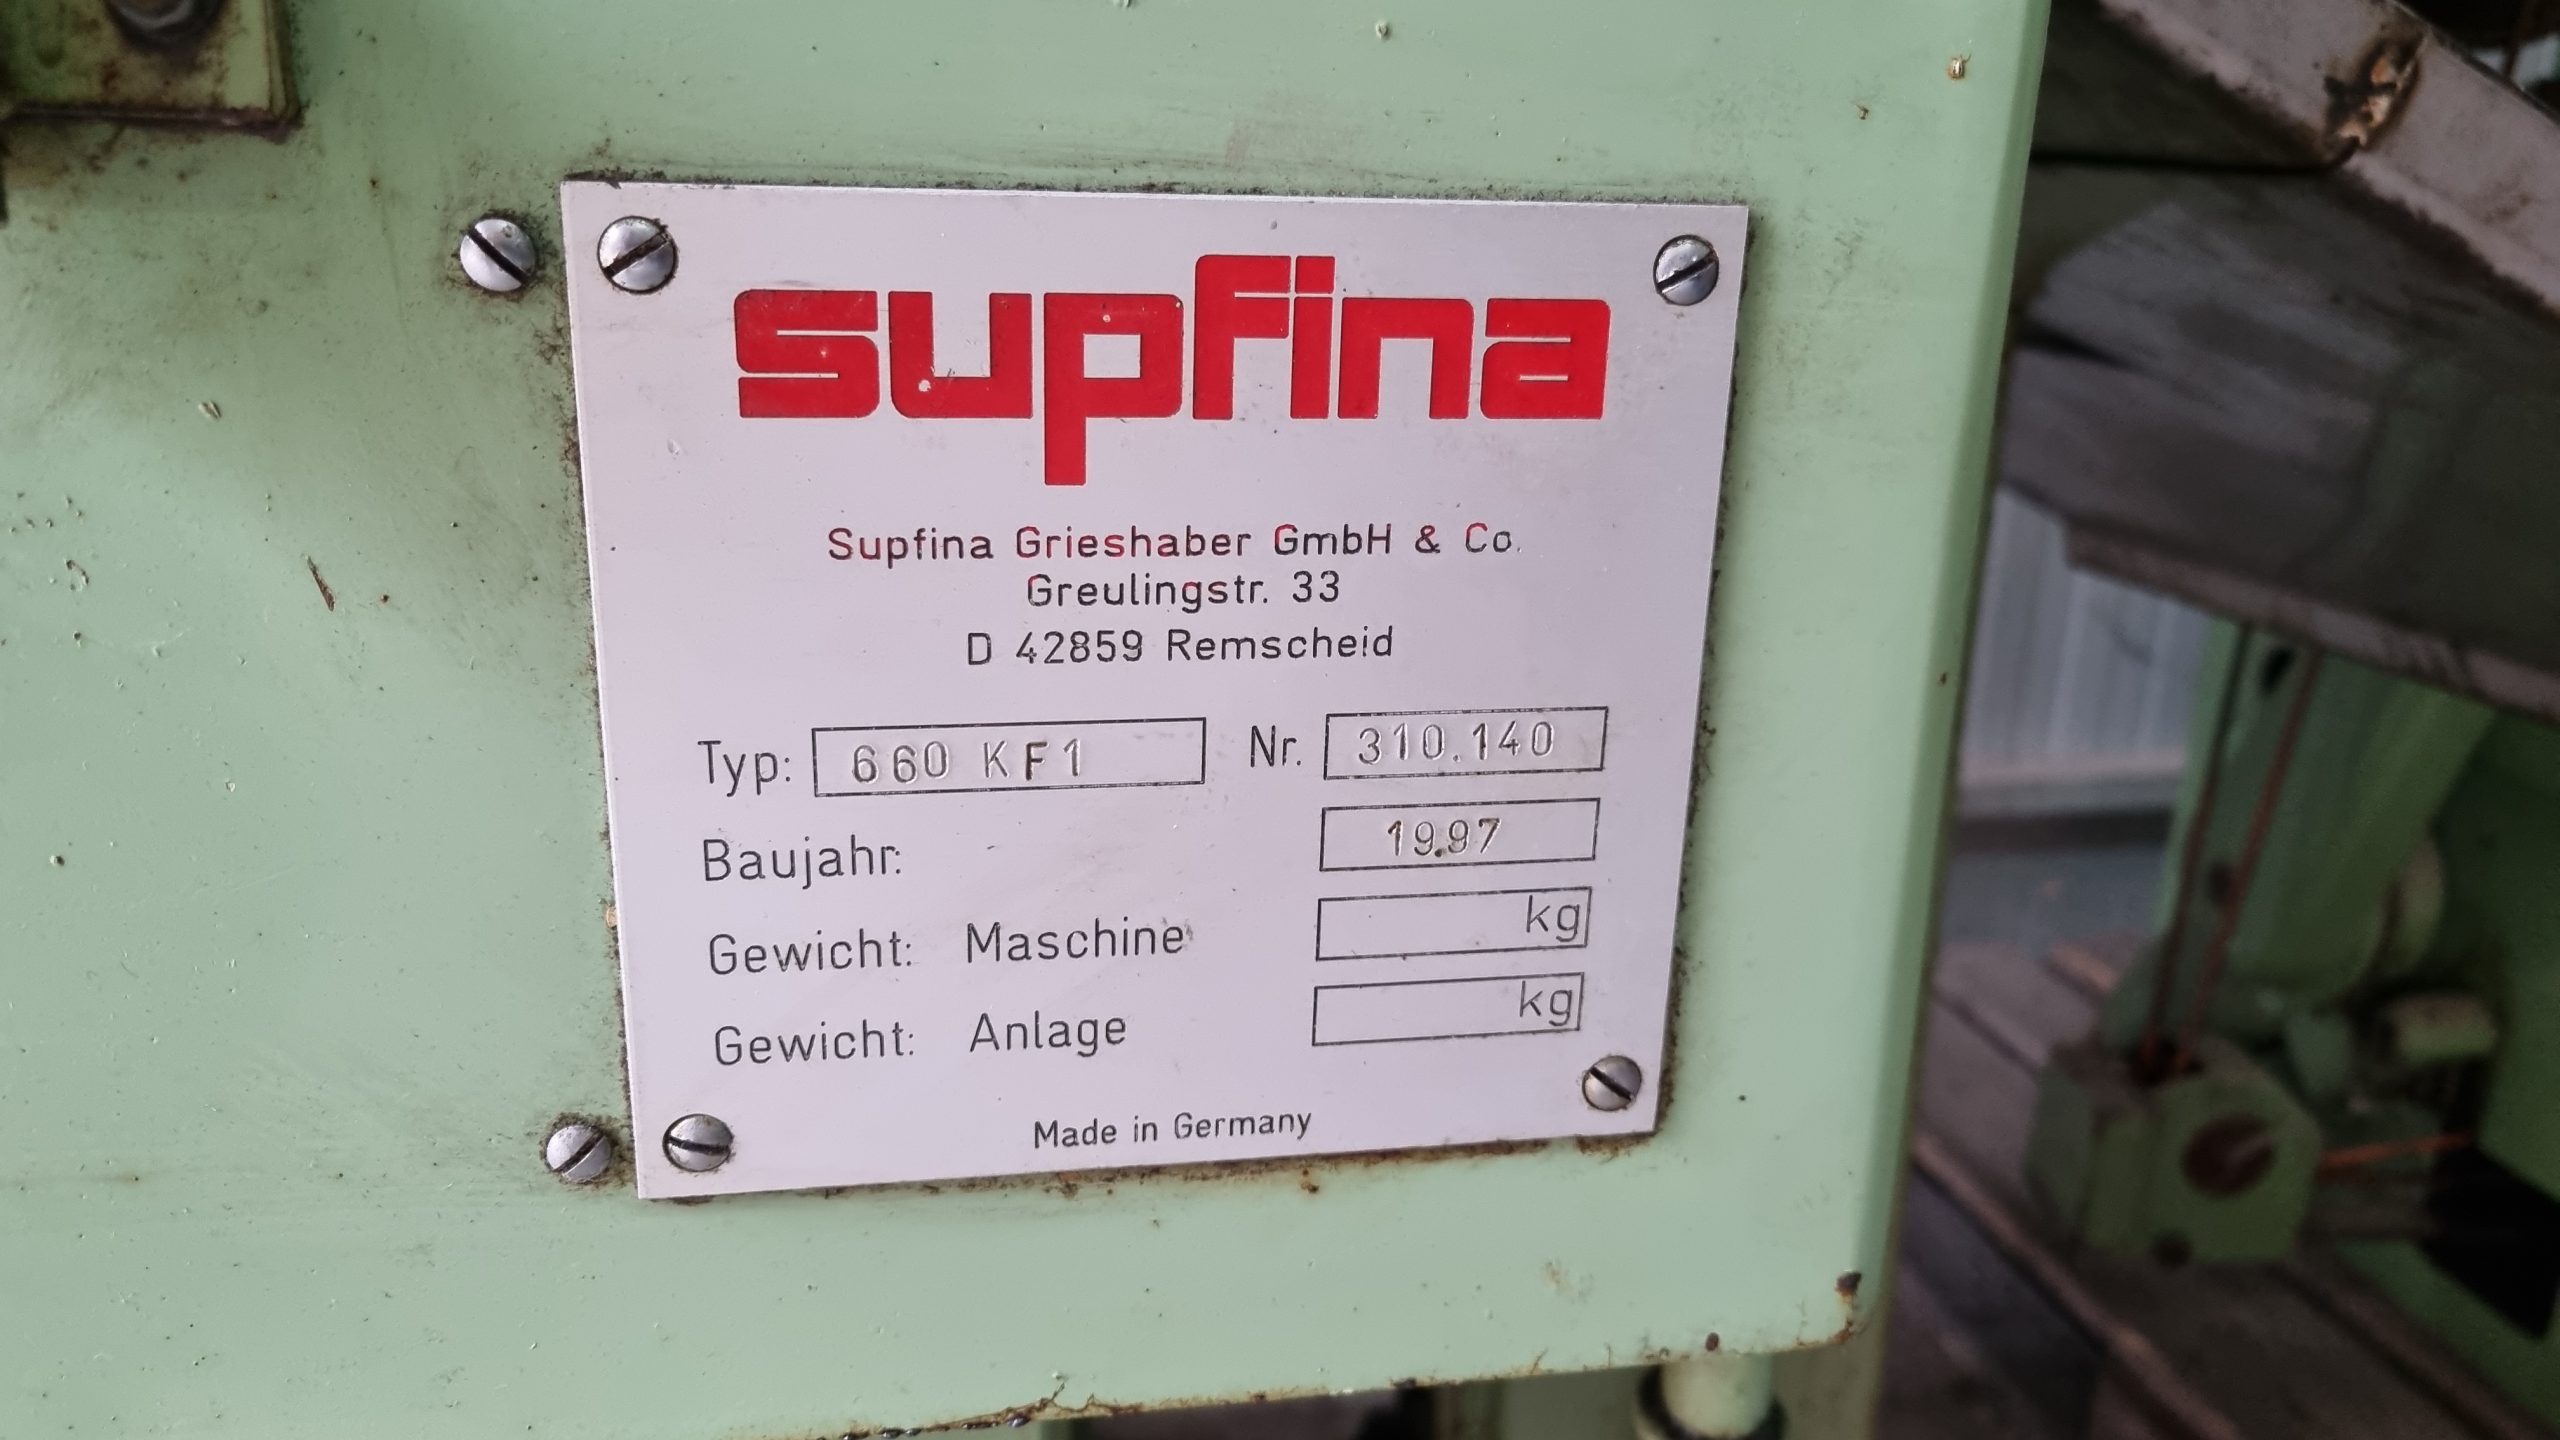 supfina
Supfina Grieshaber GmbH & Co.
Greulingstr. 33
D 42859 Remscheid
Typ: 660 KF1 Nr. 310.140
Baujahr: 19.97
Gewicht: Maschine kg
Gewicht: Anlage kg
Made in Germany